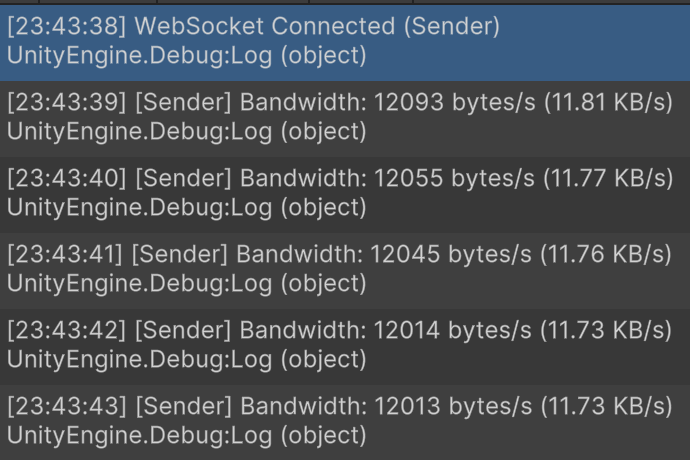 [23:43:38] WebSocket Connected (Sender)
UnityEngine.Debug:Log (object)
[23:43:39] [Sender] Bandwidth: 12093 bytes/s (11.81 KB/s)
UnityEngine.Debug:Log (object)
[23:43:40] [Sender] Bandwidth: 12055 bytes/s (11.77 KB/s)
UnityEngine.Debug:Log (object)
[23:43:41] [Sender] Bandwidth: 12045 bytes/s (11.76 KB/s)
UnityEngine.Debug:Log (object)
[23:43:42] [Sender] Bandwidth: 12014 bytes/s (11.73 KB/s)
UnityEngine.Debug:Log (object)
[23:43:43] [Sender] Bandwidth: 12013 bytes/s (11.73 KB/s)
UnityEngine.Debug:Log (object)